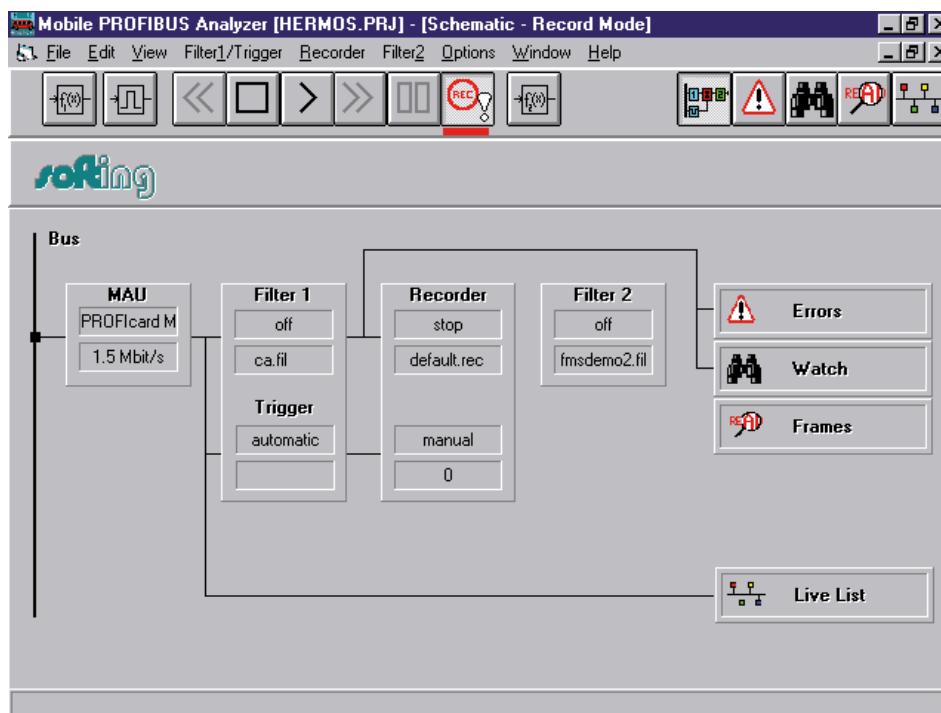 Mobile PROFIBUS Analyzer [HERMOS.PRJ] - [Schematic - Record Mode]
File Edit View Filter1/Trigger Recorder Filter2 Options Window Help
REC READ
softing
Bus
MAU
PROFIcard M
1.5 Mbit/s
Filter 1
off
ca.fil
Trigger
automatic
Recorder
stop
default.rec
manual
0
Filter 2
off
fmsdemo2.fil
Errors
Watch
READ Frames
Live List